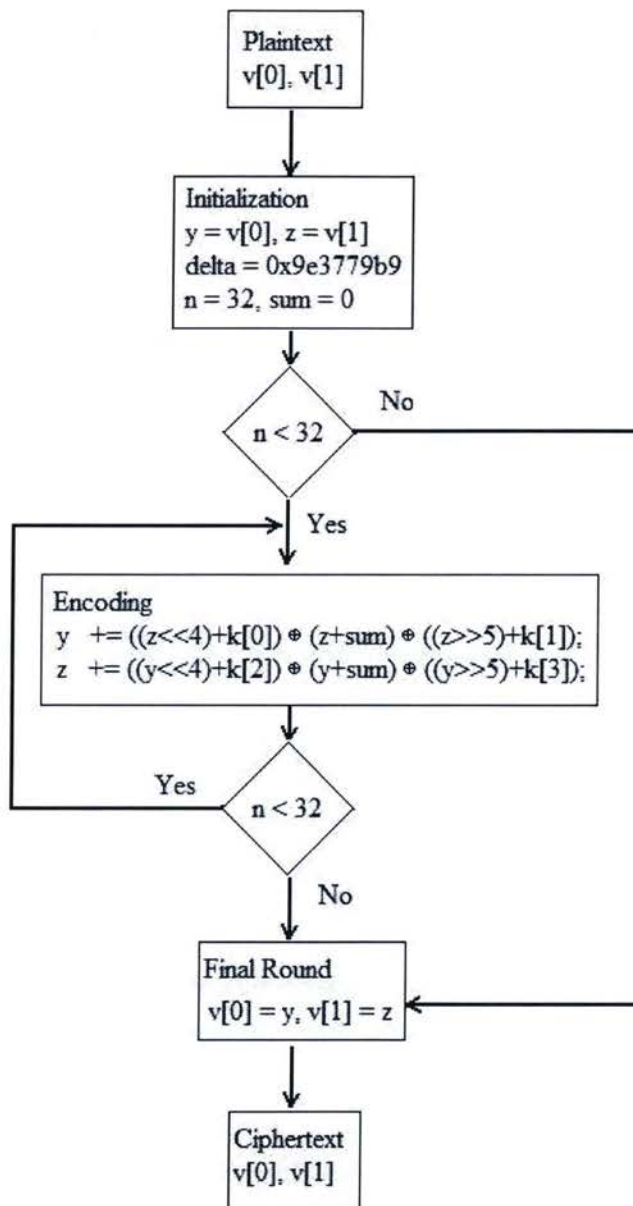 Plaintext
v[0], v[1]
Initialization
y = v[0], z = v[1]
delta = 0x9e3779b9
n = 32, sum = 0
n < 32
No
Yes
Encoding
y += ((z<<4)+k[0]) ⊕ (z+sum) ⊕ ((z>>5)+k[1]);
z += ((y<<4)+k[2]) ⊕ (y+sum) ⊕ ((y>>5)+k[3]);
Yes
n < 32
No
Final Round
v[0] = y, v[1] = z
Ciphertext
v[0], v[1]